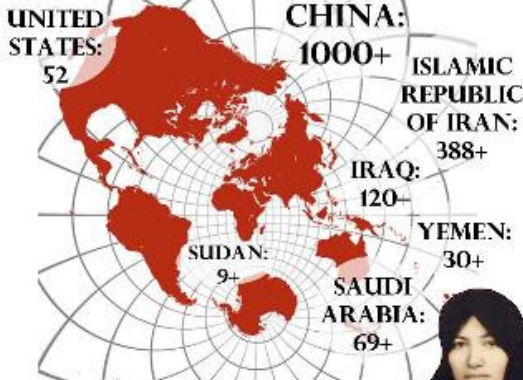 UNITED
STATES:
52
CHINA:
1000+
ISLAMIC
REPUBLIC
OF IRAN:
388+
IRAQ:
120+
YEMEN:
30+
SUDAN:
9+
SAUDI
ARABIA:
69+